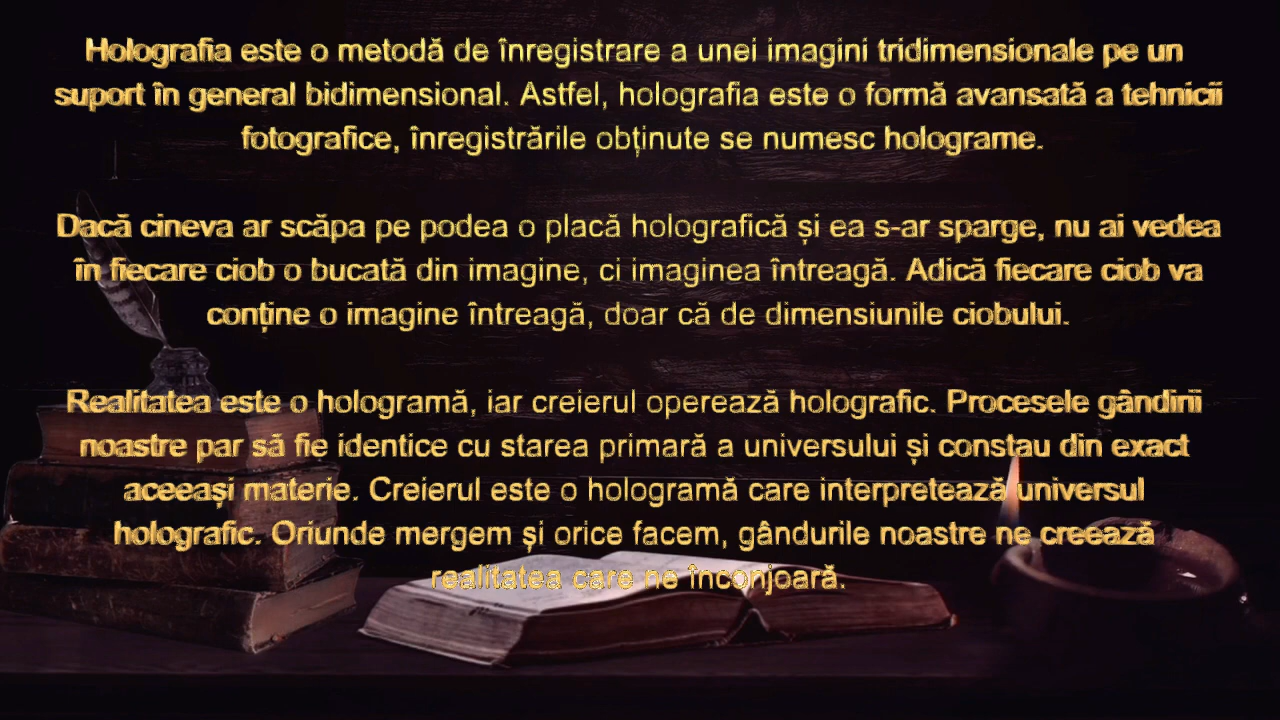 Holografia este o metodă de înregistrare a unei imagini tridimensionale pe un
suport în general bidimensional. Astfel, holografia este o formă avansată a tehnicii
fotografice, înregistrările obținute se numesc holograme.
Dacă cineva ar scăpa pe podea o placă holografică și ea s-ar sparge, nu ai vedea
în fiecare ciob o bucată din imagine, ci imaginea întreagă. Adică fiecare ciob va
conține o imagine întreagă, doar că de dimensiunile ciobului.
Realitatea este o hologramă, iar creierul operează holografic. Procesele gândirii
noastre par să fie identice cu starea primară a universului și constau din exact
aceeași materie. Creierul este o hologramă care interpretează universul
holografic. Oriunde mergem și orice facem, gândurile noastre ne creează
realitatea care ne înconjoară.